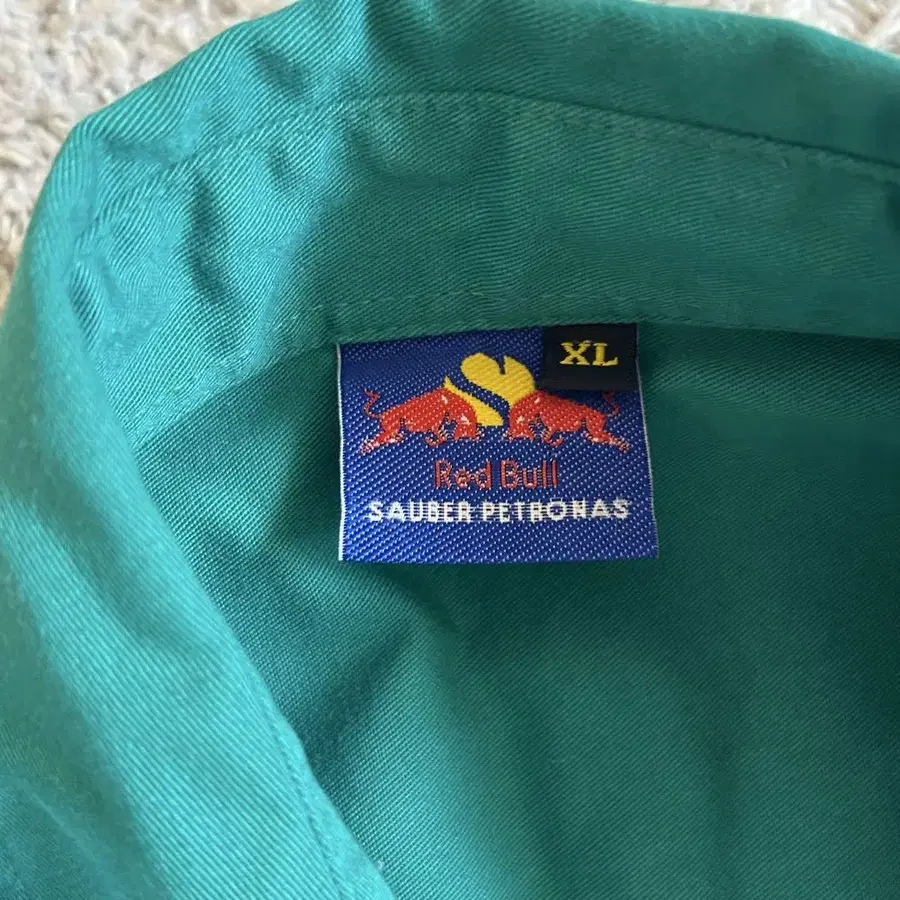 XL
Red Bull
SAUBER PETRONAS